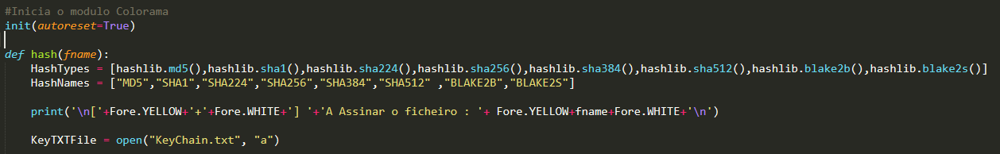 #Inicia o modulo Colorama
init(autoreset=True)
def hash(fname):
HashTypes = [hashlib.md5(),hashlib.sha1(),hashlib.sha224(),hashlib.sha256(),hashlib.sha384(),hashlib.sha512(),hashlib.blake2b(),hashlib.blake2s()]
HashNames = ["MD5","SHA1","SHA224","SHA256","SHA384","SHA512" ,"BLAKE2B","BLAKE2S"]
print('\n['+Fore.YELLOW+'+'+Fore.WHITE+'] '+'A Assinar o ficheiro : '+ Fore.YELLOW+fname+Fore.WHITE+'\n')
KeyTXTFile = open("KeyChain.txt", "a")